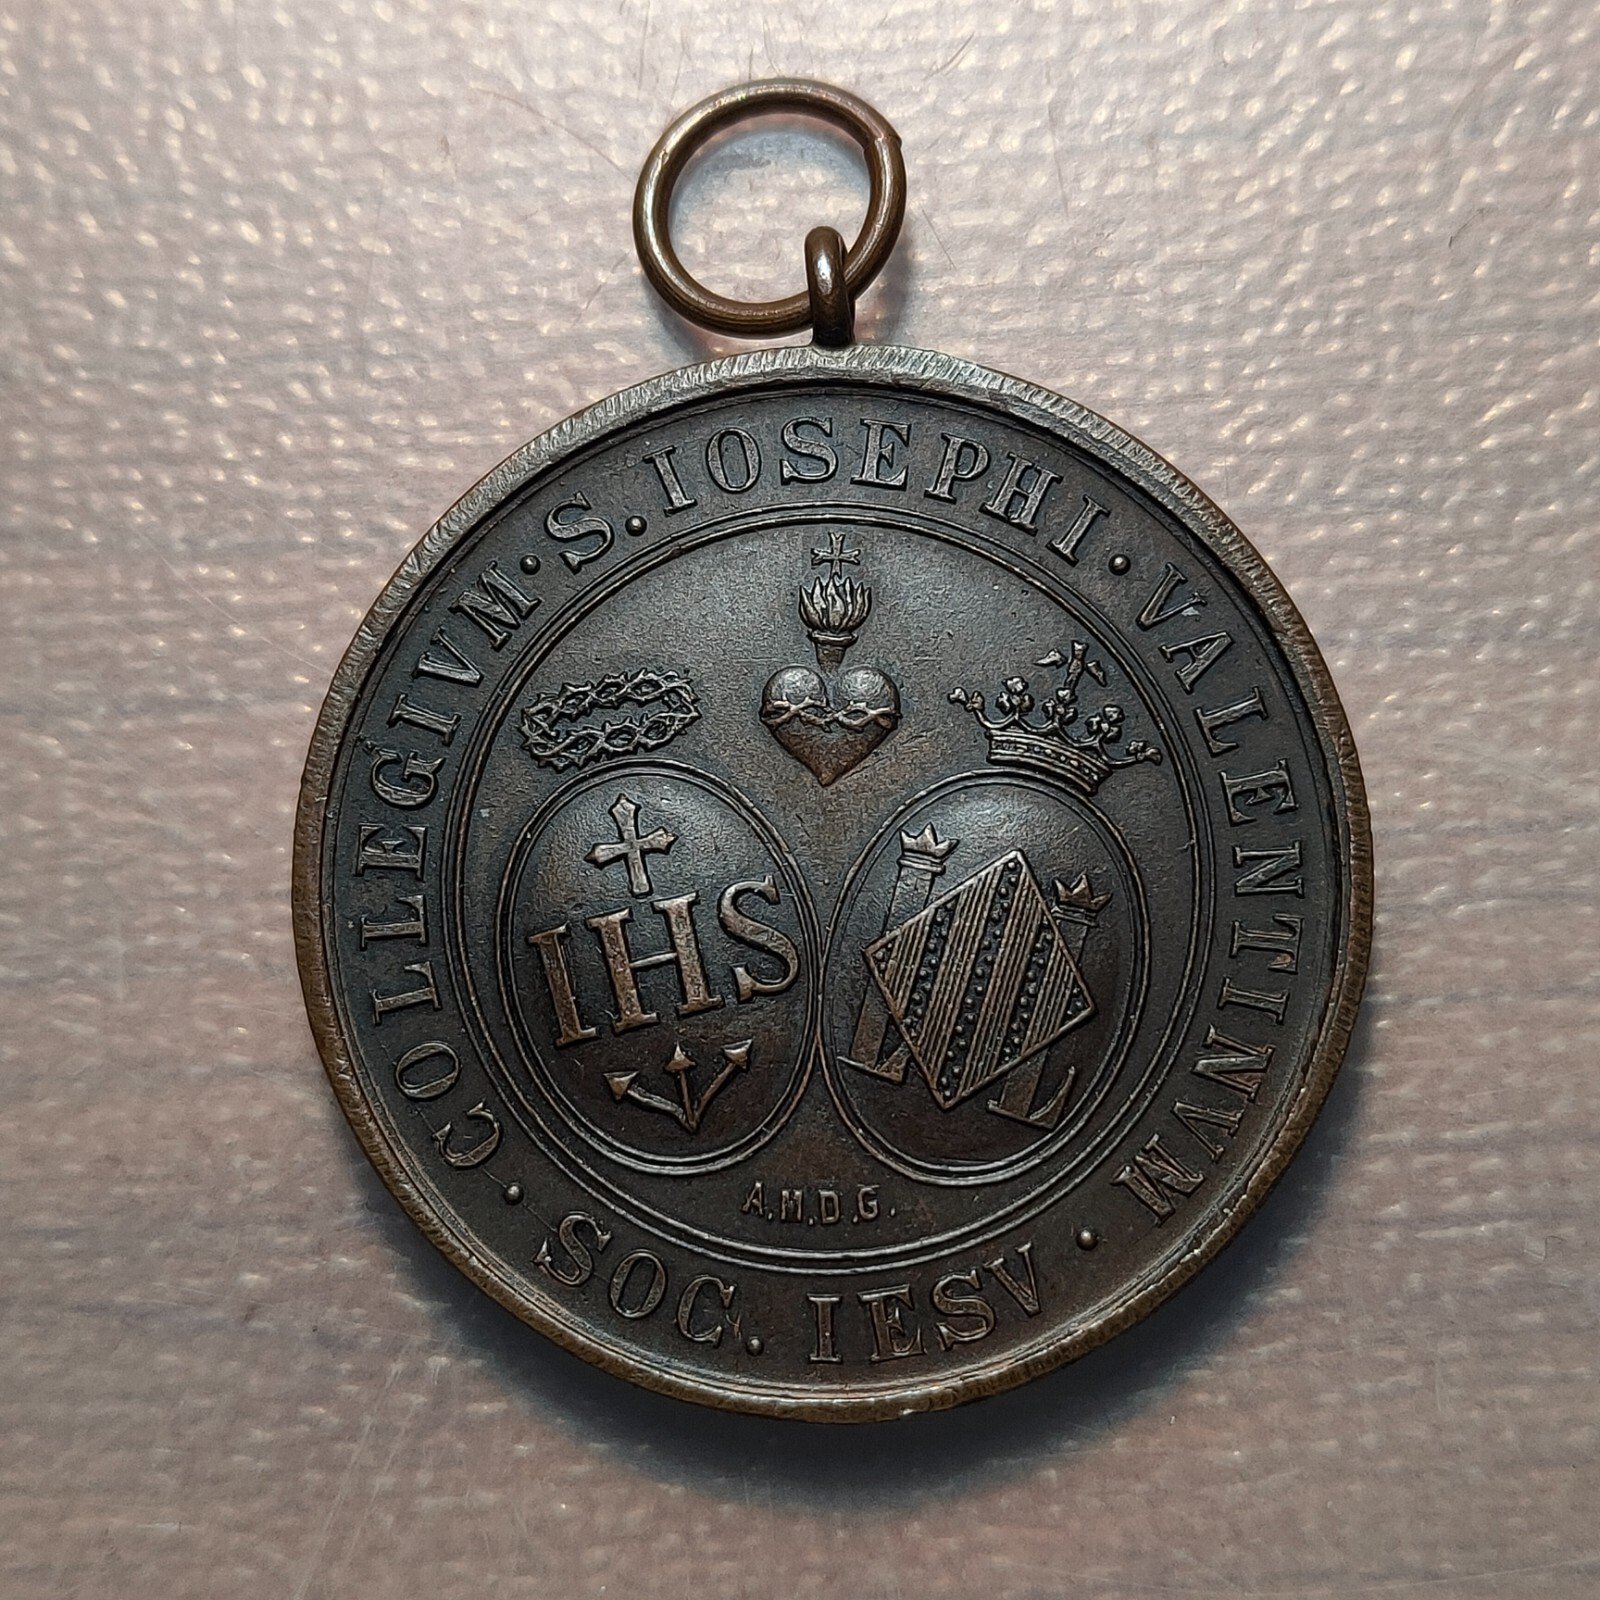 COLLEGIVM · S. IOSEPHI · VALENTINVM · SOC. IESV ·
IHS
L L
A.M.D.G.